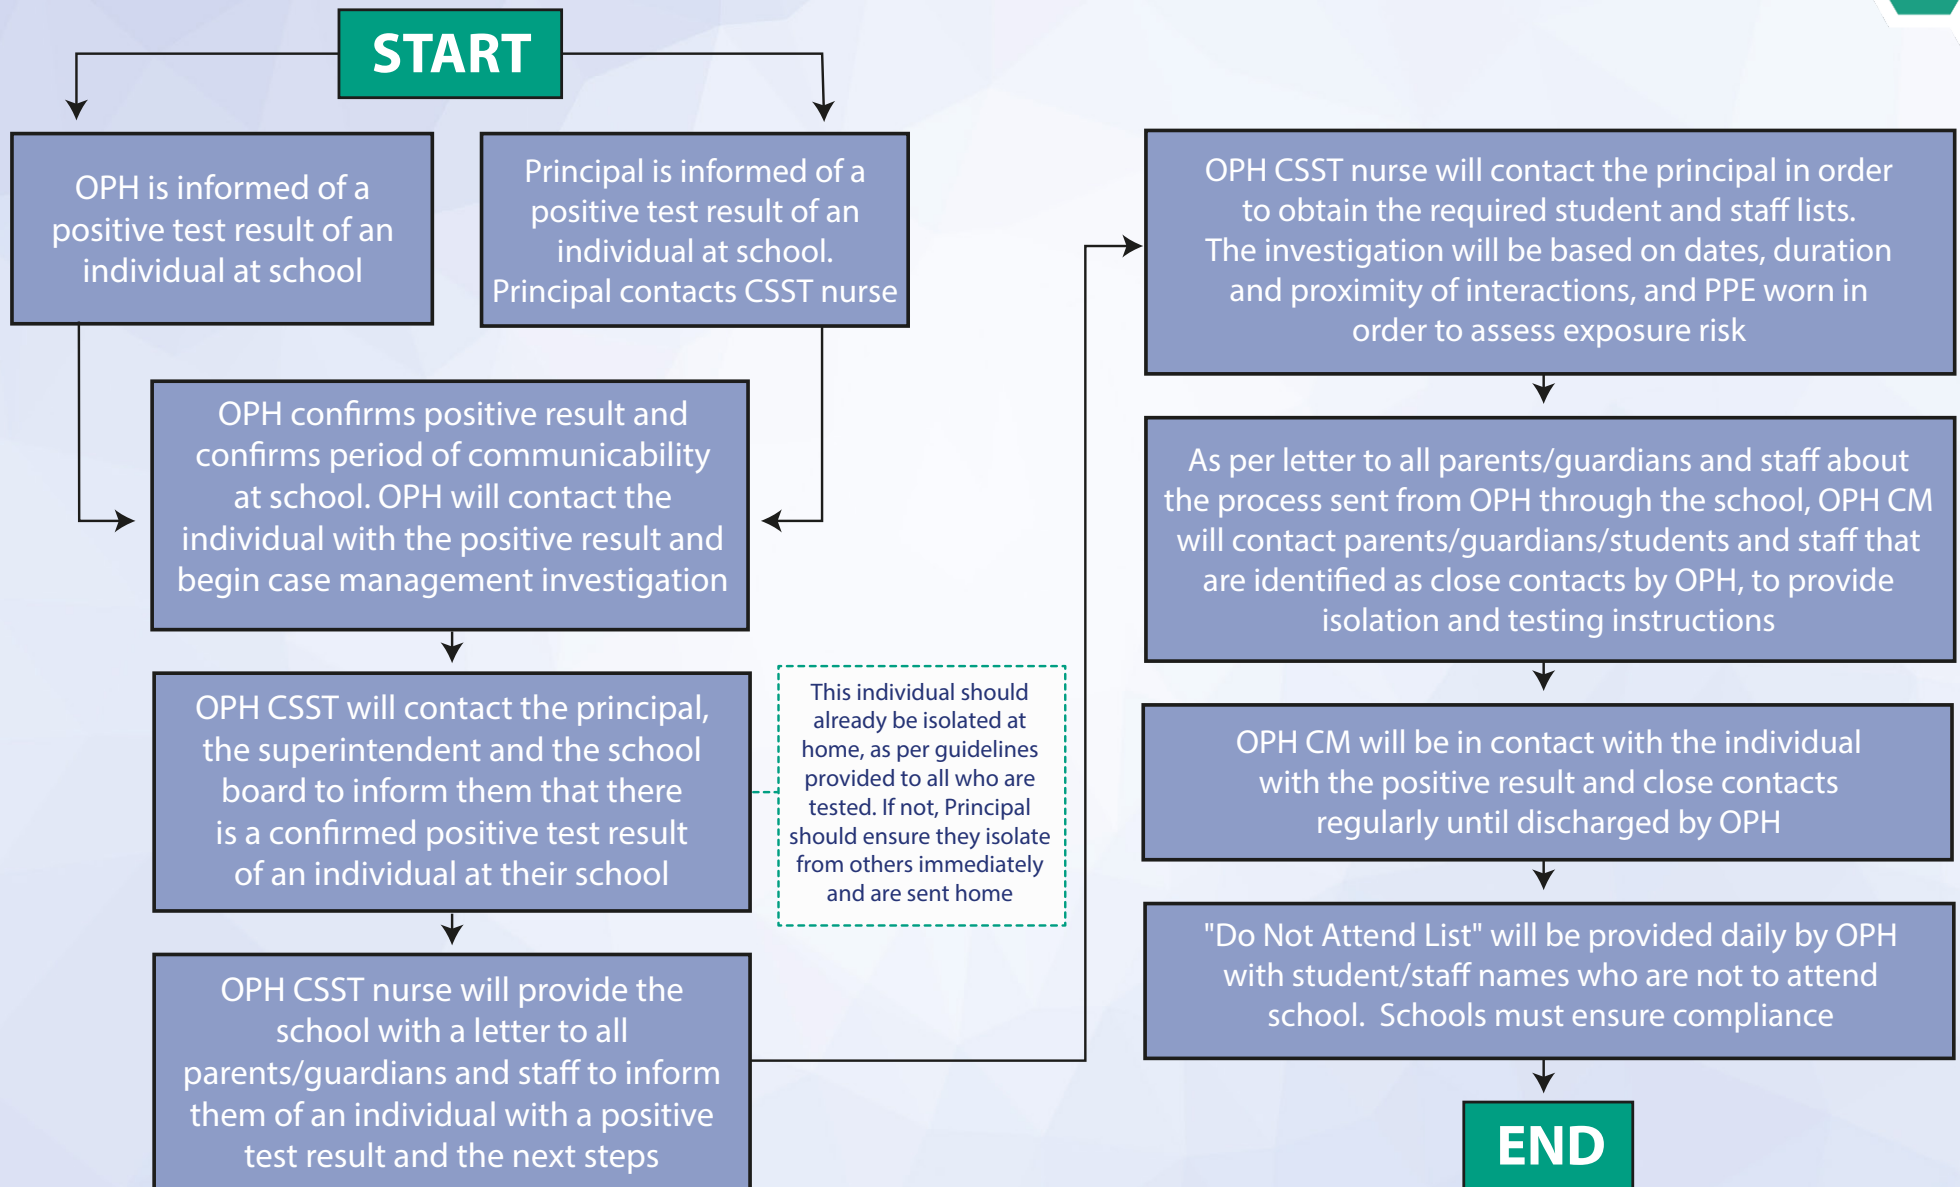 START
OPH is informed of a
positive test result of an
individual at school
Principal is informed of a
positive test result of an
individual at school.
Principal contacts CSST nurse
OPH confirms positive result and
confirms period of communicability
at school. OPH will contact the
individual with the positive result and
begin case management investigation
OPH CSST will contact the principal,
the superintendent and the school
board to inform them that there
is a confirmed positive test result
of an individual at their school
This individual should
already be isolated at
home, as per guidelines
provided to all who are
tested. If not, Principal
should ensure they isolate
from others immediately
and are sent home
OPH CSST nurse will provide the
school with a letter to all
parents/guardians and staff to inform
them of an individual with a positive
test result and the next steps
OPH CSST nurse will contact the principal in order
to obtain the required student and staff lists.
The investigation will be based on dates, duration
and proximity of interactions, and PPE worn in
order to assess exposure risk
As per letter to all parents/guardians and staff about
the process sent from OPH through the school, OPH CM
will contact parents/guardians/students and staff that
are identified as close contacts by OPH, to provide
isolation and testing instructions
OPH CM will be in contact with the individual
with the positive result and close contacts
regularly until discharged by OPH
"Do Not Attend List" will be provided daily by OPH
with student/staff names who are not to attend
school.  Schools must ensure compliance
END